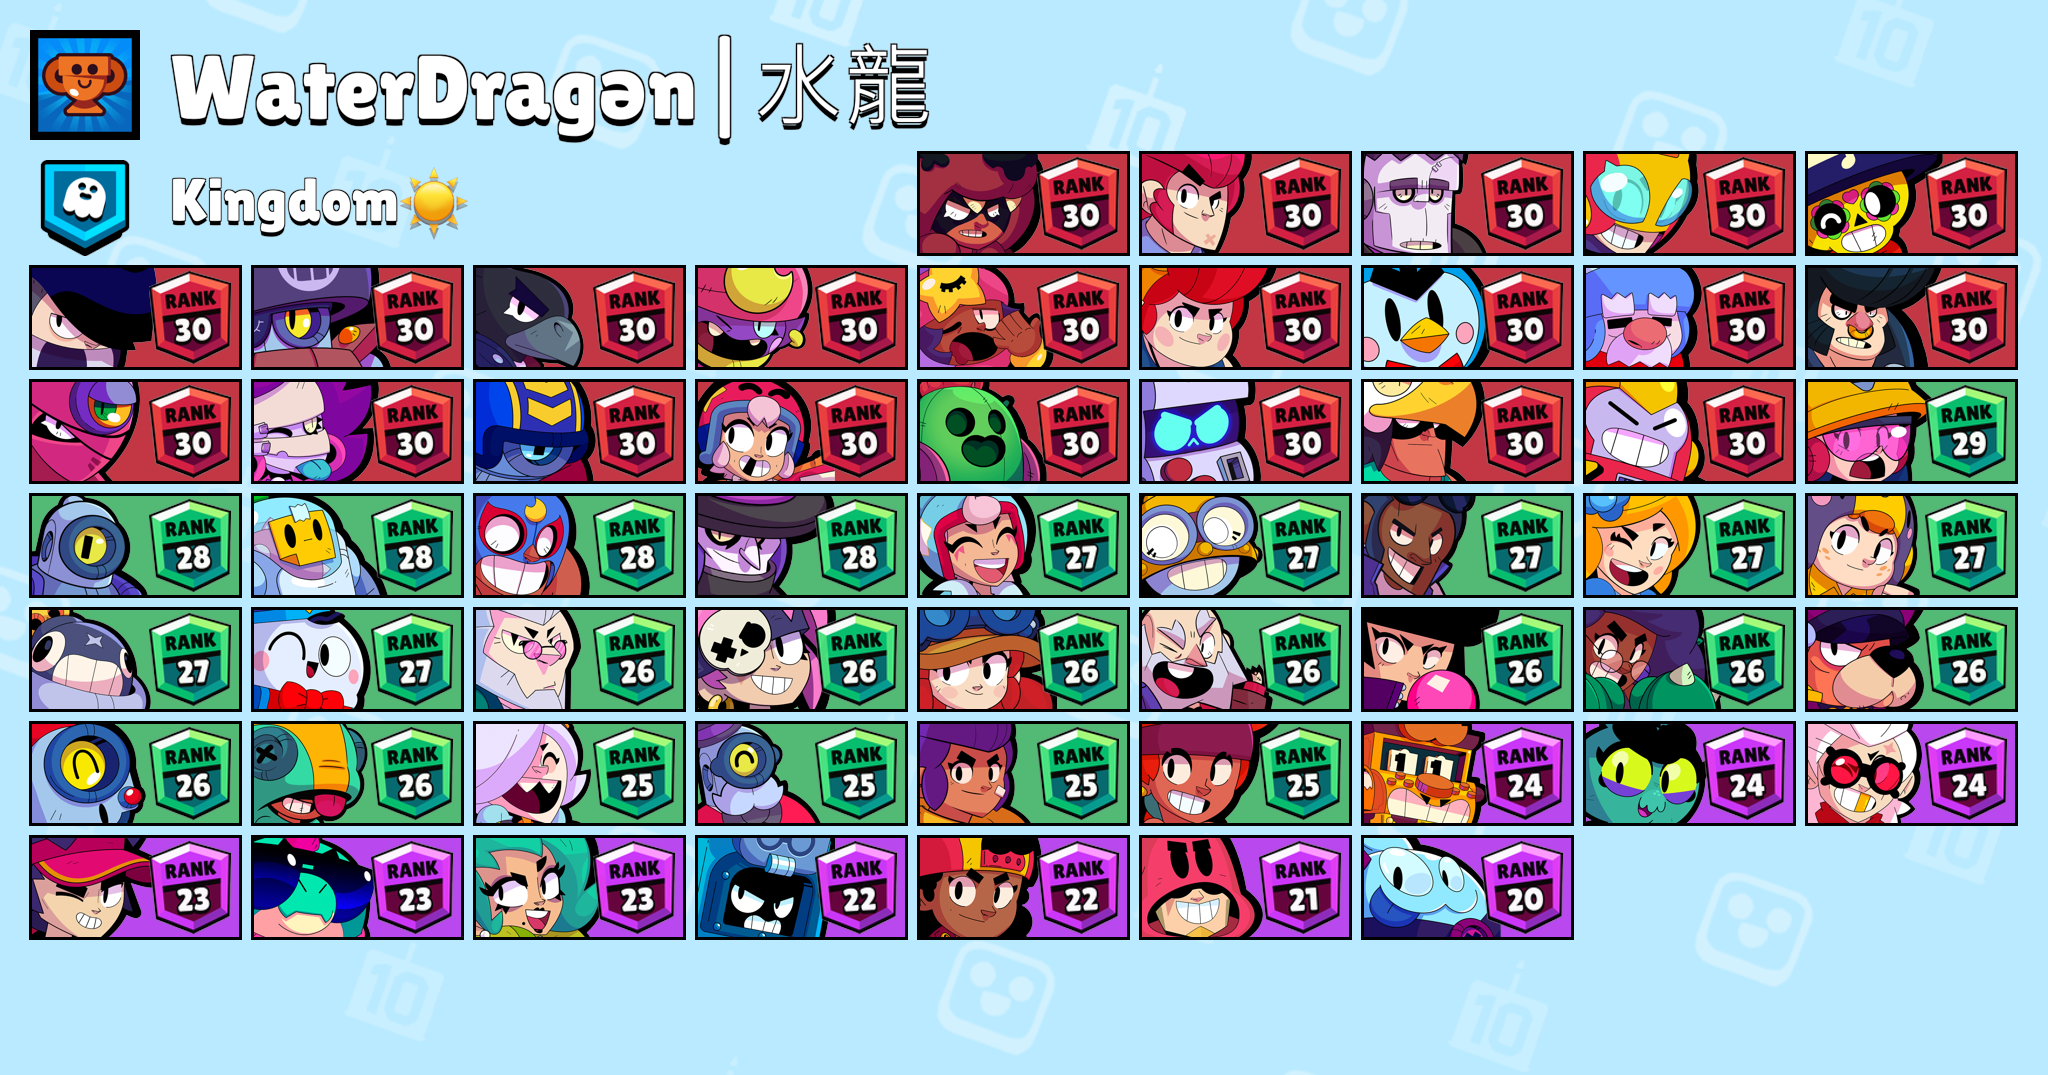 WaterDragən|水龍
Kingdom☀️
RANK 30 RANK 30 RANK 30 RANK 30 RANK 30
RANK 30 RANK 30 RANK 30 RANK 30 RANK 30 RANK 30 RANK 30 RANK 30 RANK 30
RANK 30 RANK 30 RANK 30 RANK 30 RANK 30 RANK 30 RANK 30 RANK 30 RANK 29
RANK 28 RANK 28 RANK 28 RANK 28 RANK 27 RANK 27 RANK 27 RANK 27 RANK 27
RANK 27 RANK 27 RANK 26 RANK 26 RANK 26 RANK 26 RANK 26 RANK 26 RANK 26
RANK 26 RANK 26 RANK 25 RANK 25 RANK 25 RANK 25 RANK 24 RANK 24 RANK 24
RANK 23 RANK 23 RANK 23 RANK 22 RANK 22 RANK 21 RANK 20